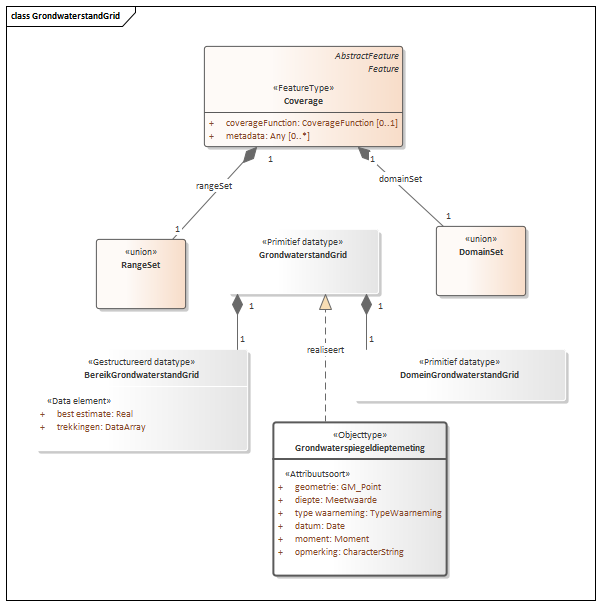 class GrondwaterstandGrid
AbstractFeature
Feature
«FeatureType»
Coverage
+ coverageFunction: CoverageFunction [0..1]
+ metadata: Any [0..*]
1
1
rangeSet
domainSet
1
1
«union»
RangeSet
«Primitief datatype»
GrondwaterstandGrid
«union»
DomainSet
1
1
realiseert
1
1
«Gestructureerd datatype»
BereikGrondwaterstandGrid
«Data element»
+ best estimate: Real
+ trekkingen: DataArray
«Primitief datatype»
DomeinGrondwaterstandGrid
«Objecttype»
Grondwaterspiegeldieptemeting
«Attribuutsoort»
+ geometrie: GM_Point
+ diepte: Meetwaarde
+ type waarneming: TypeWaarneming
+ datum: Date
+ moment: Moment
+ opmerking: CharacterString